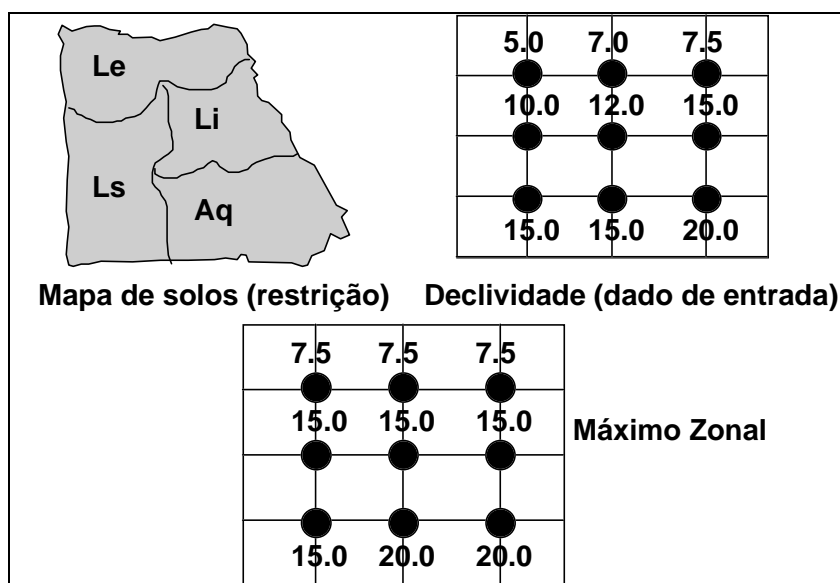 Le
Li
Ls
Aq
5.0 7.0 7.5
10.0 12.0 15.0
15.0 15.0 20.0
Mapa de solos (restrição) Declividade (dado de entrada)
7.5 7.5 7.5
15.0 15.0 15.0
Máximo Zonal
15.0 20.0 20.0